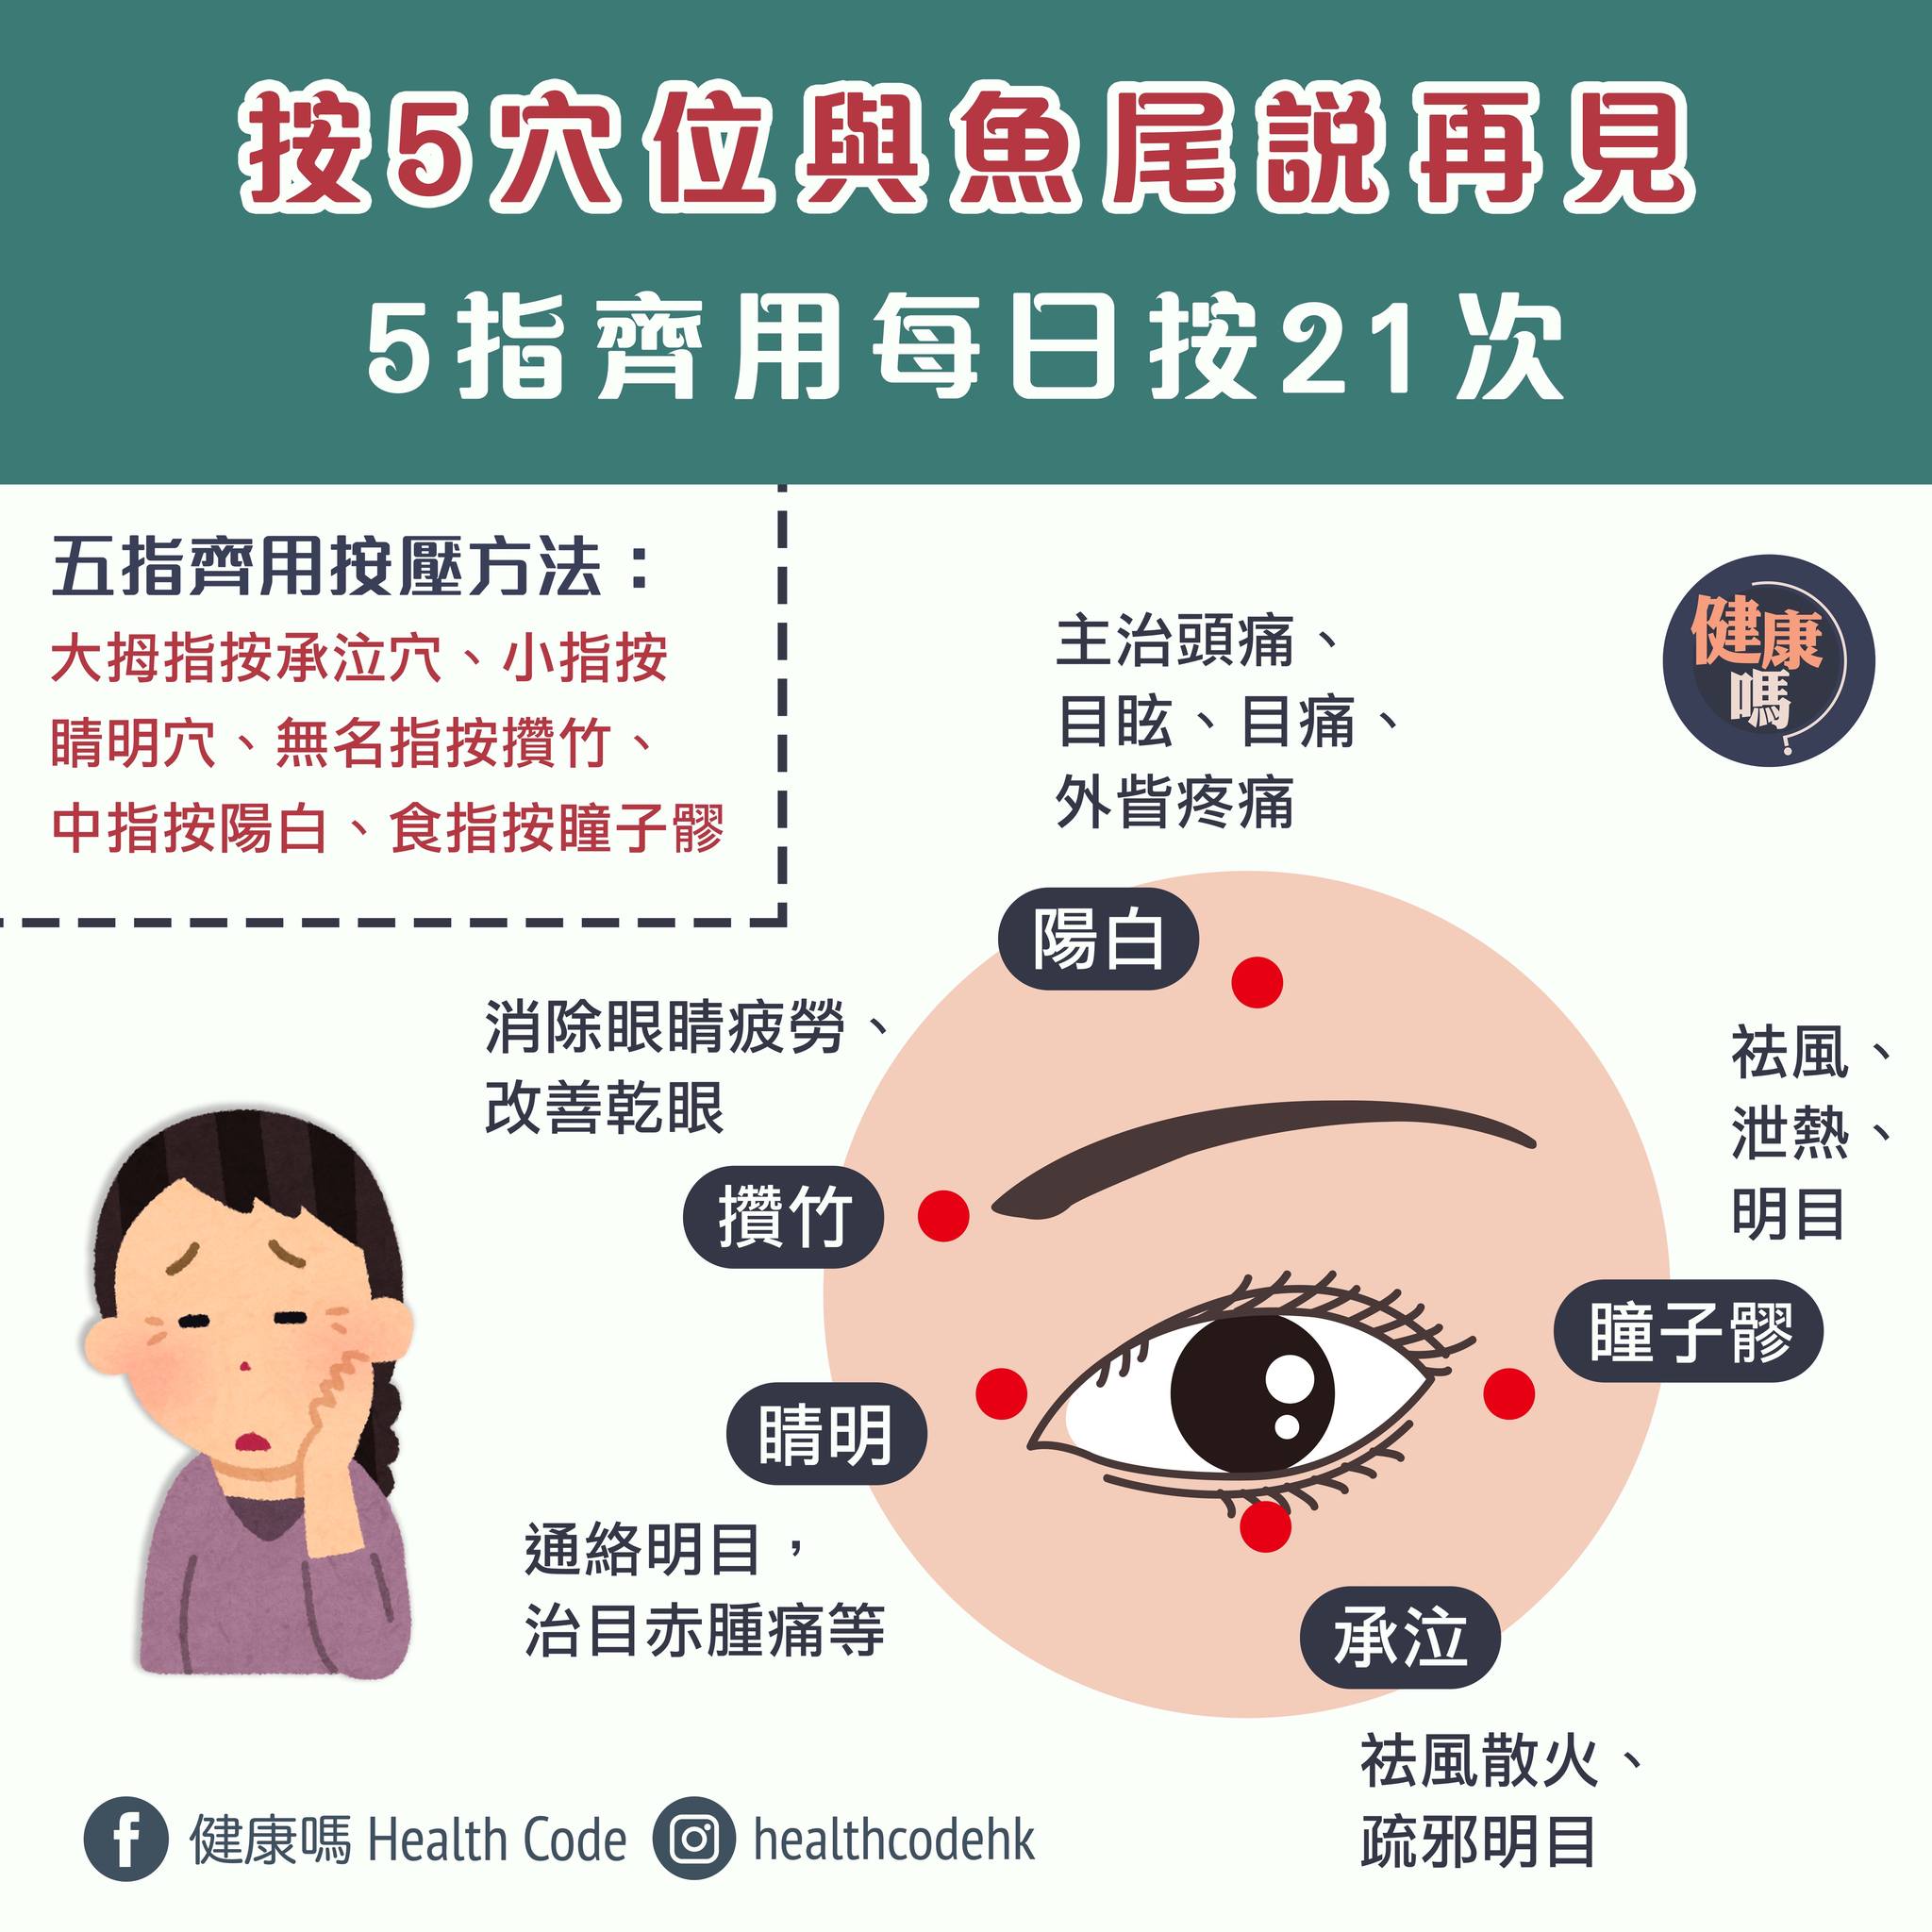 按5穴位與魚尾説再見
5指齊用每日按21次
五指齊用按壓方法：
大拇指按承泣穴、小指按
睛明穴、無名指按攢竹、
中指按陽白、食指按瞳子髎
健康
嗎
主治頭痛、
目眩、目痛、
外眥疼痛
陽白
消除眼睛疲勞、
改善乾眼
攢竹
祛風、
泄熱、
明目
瞳子髎
睛明
通絡明目，
治目赤腫痛等
承泣
祛風散火、
疏邪明目
健康嗎 Health Code
healthcodehk